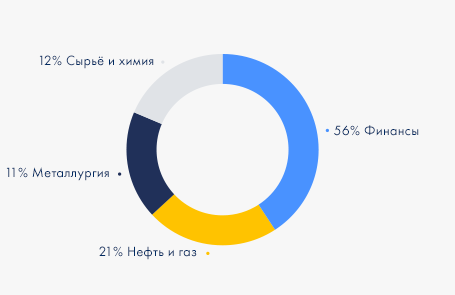 12% Сырьё и химия
56% Финансы
11% Металлургия
21% Нефть и газ